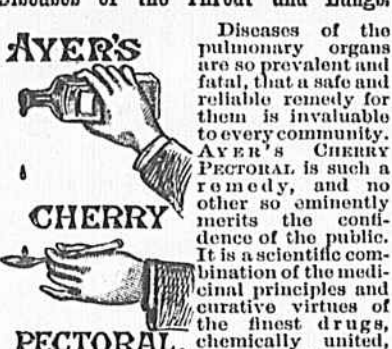 Diseases of the Throat and Lungs.
AYER'S
CHERRY
PECTORAL.
Diseases of the
pulmonary organs
are so prevalent and
fatal, that a safe and
reliable remedy for
them is invaluable
to every community.
AYER'S CHERRY
PECTORAL is such a
remedy, and no
other so eminently
merits the confi-
dence of the public.
It is a scientific com-
bination of the medi-
cinal principles and
curative virtues of
the finest drugs,
chemically united,